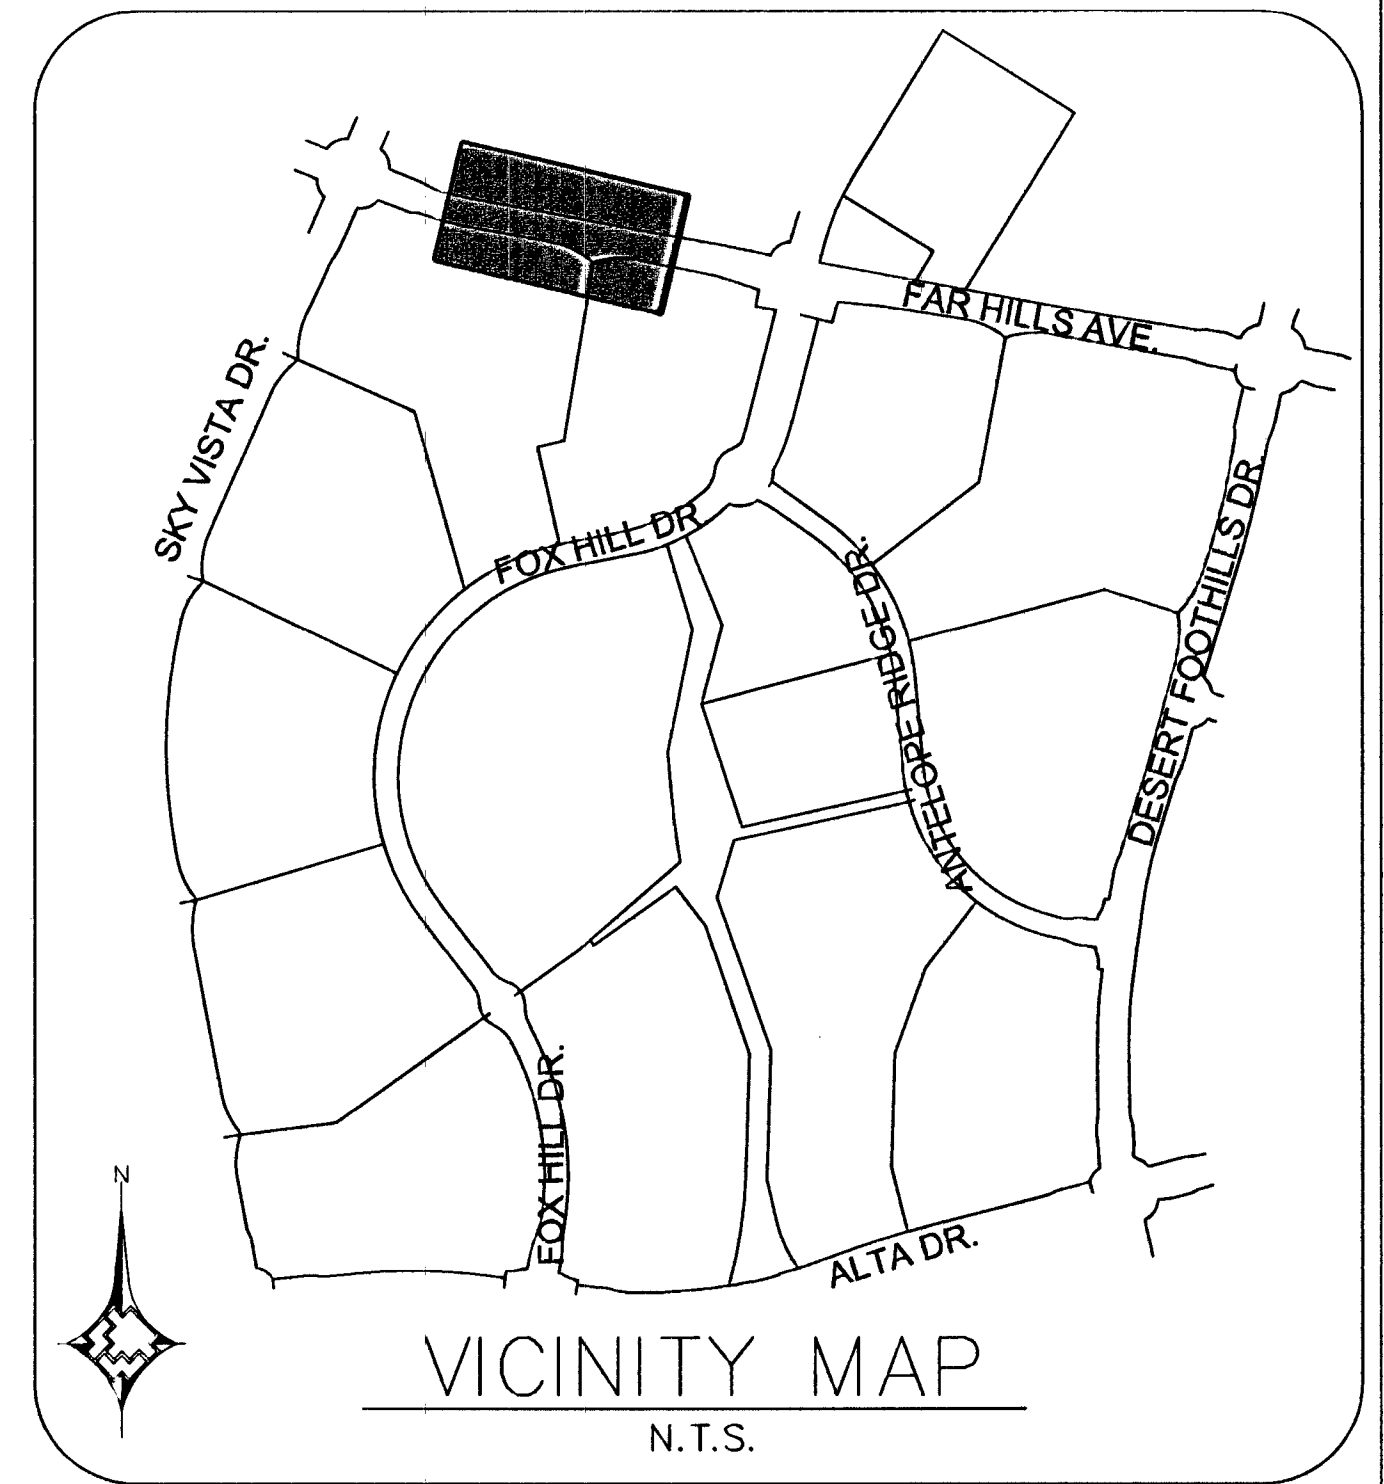 FAR HILLS AVE.
SKY VISTA DR.
FOX HILL DR.
ANTELOPE RIDGE DR.
DESERT FOOTHILLS DR.
FOX HILL DR.
ALTA DR.
N
VICINITY MAP
N.T.S.